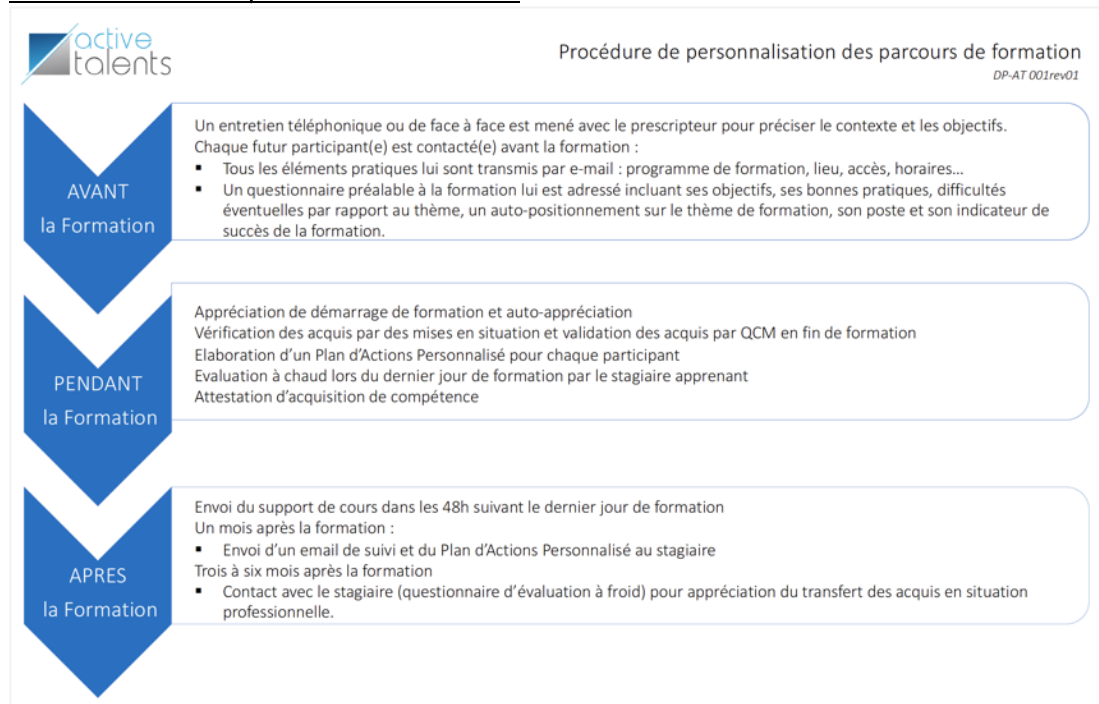 active
talents
Procédure de personnalisation des parcours de formation
DP-AT 001rev01
AVANT
la Formation
Un entretien téléphonique ou de face à face est mené avec le prescripteur pour préciser le contexte et les objectifs.
Chaque futur participant(e) est contacté(e) avant la formation :
▪ Tous les éléments pratiques lui sont transmis par e-mail : programme de formation, lieu, accès, horaires…
▪ Un questionnaire préalable à la formation lui est adressé incluant ses objectifs, ses bonnes pratiques, difficultés
éventuelles par rapport au thème, un auto-positionnement sur le thème de formation, son poste et son indicateur de
succès de la formation.
PENDANT
la Formation
Appréciation de démarrage de formation et auto-appréciation
Vérification des acquis par des mises en situation et validation des acquis par QCM en fin de formation
Elaboration d'un Plan d'Actions Personnalisé pour chaque participant
Evaluation à chaud lors du dernier jour de formation par le stagiaire apprenant
Attestation d'acquisition de compétence
APRES
la Formation
Envoi du support de cours dans les 48h suivant le dernier jour de formation
Un mois après la formation :
▪ Envoi d'un email de suivi et du Plan d'Actions Personnalisé au stagiaire
Trois à six mois après la formation
▪ Contact avec le stagiaire (questionnaire d'évaluation à froid) pour appréciation du transfert des acquis en situation
professionnelle.